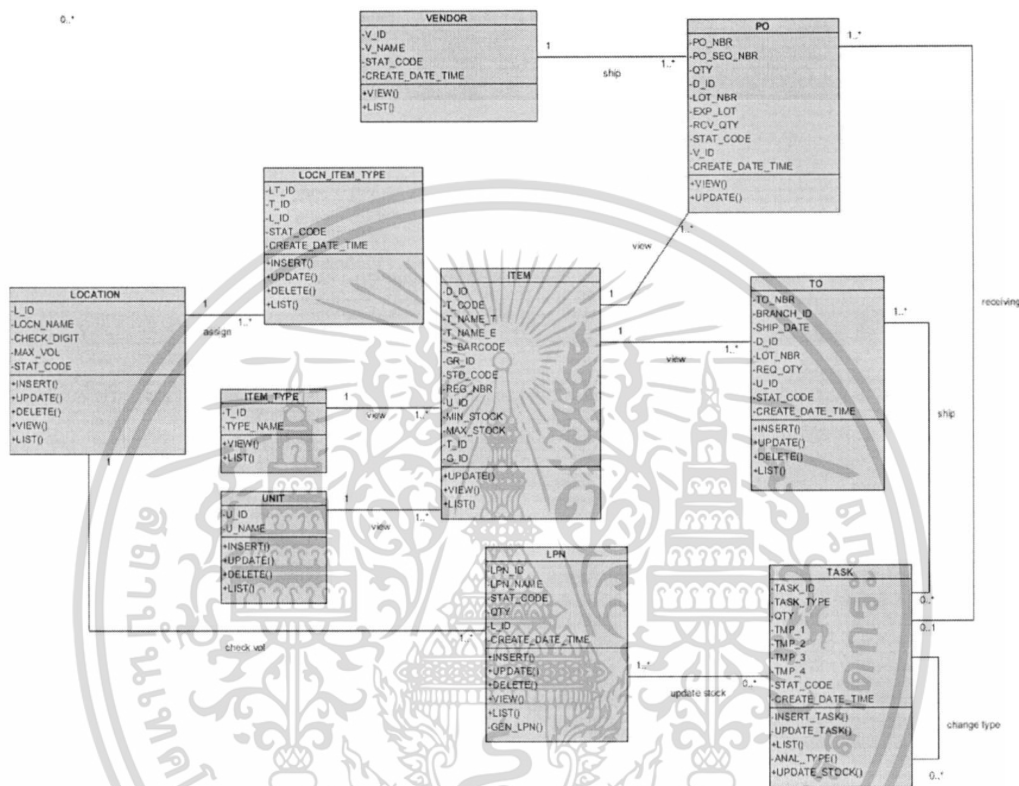 0..*
VENDOR
-V_ID
-V_NAME
-STAT_CODE
-CREATE_DATE_TIME
+VIEW()
+LIST()
1
ship
1..*
PO
-PO_NBR
-PO_SEQ_NBR
-QTY
-D_ID
-LOT_NBR
-EXP_LOT
-RCV_QTY
-STAT_CODE
-V_ID
-CREATE_DATE_TIME
+VIEW()
+UPDATE()
1..*
LOCN_ITEM_TYPE
-LT_ID
-T_ID
-L_ID
-STAT_CODE
-CREATE_DATE_TIME
+INSERT()
+UPDATE()
+DELETE()
+LIST()
view
1..*
LOCATION
-L_ID
-LOCN_NAME
-CHECK_DIGIT
-MAX_VOL
-STAT_CODE
+INSERT()
+UPDATE()
+DELETE()
+VIEW()
+LIST()
1
assign
1..*
1
ITEM
-D_ID
-T_CODE
-T_NAME_T
-T_NAME_E
-S_BARCODE
-GR_ID
-STD_CODE
-REG_NBR
-U_ID
-MIN_STOCK
-MAX_STOCK
-T_ID
-G_ID
+UPDATE()
+VIEW()
+LIST()
1
1
view
1..*
TO
-TO_NBR
-BRANCH_ID
-SHIP_DATE
-D_ID
-LOT_NBR
-REQ_QTY
-U_ID
-STAT_CODE
-CREATE_DATE_TIME
+INSERT()
+UPDATE()
+DELETE()
+LIST()
1..*
receiving
ship
ITEM_TYPE
-T_ID
-TYPE_NAME
+VIEW()
+LIST()
1
view
1..*
UNIT
-U_ID
-U_NAME
+INSERT()
+UPDATE()
+DELETE()
+LIST()
1
view
1..*
LPN
-LPN_ID
-LPN_NAME
-STAT_CODE
-QTY
-L_ID
-CREATE_DATE_TIME
+INSERT()
+UPDATE()
+DELETE()
+VIEW()
+LIST()
+GEN_LPN()
check vol
1..*
1..*
update stock
0..*
TASK
-TASK_ID
-TASK_TYPE
-QTY
-TMP_1
-TMP_2
-TMP_3
-TMP_4
-STAT_CODE
-CREATE_DATE_TIME
-INSERT_TASK()
-UPDATE_TASK()
+LIST()
-ANAL_TYPE()
+UPDATE_STOCK()
0..*
0..1
change type
0..*